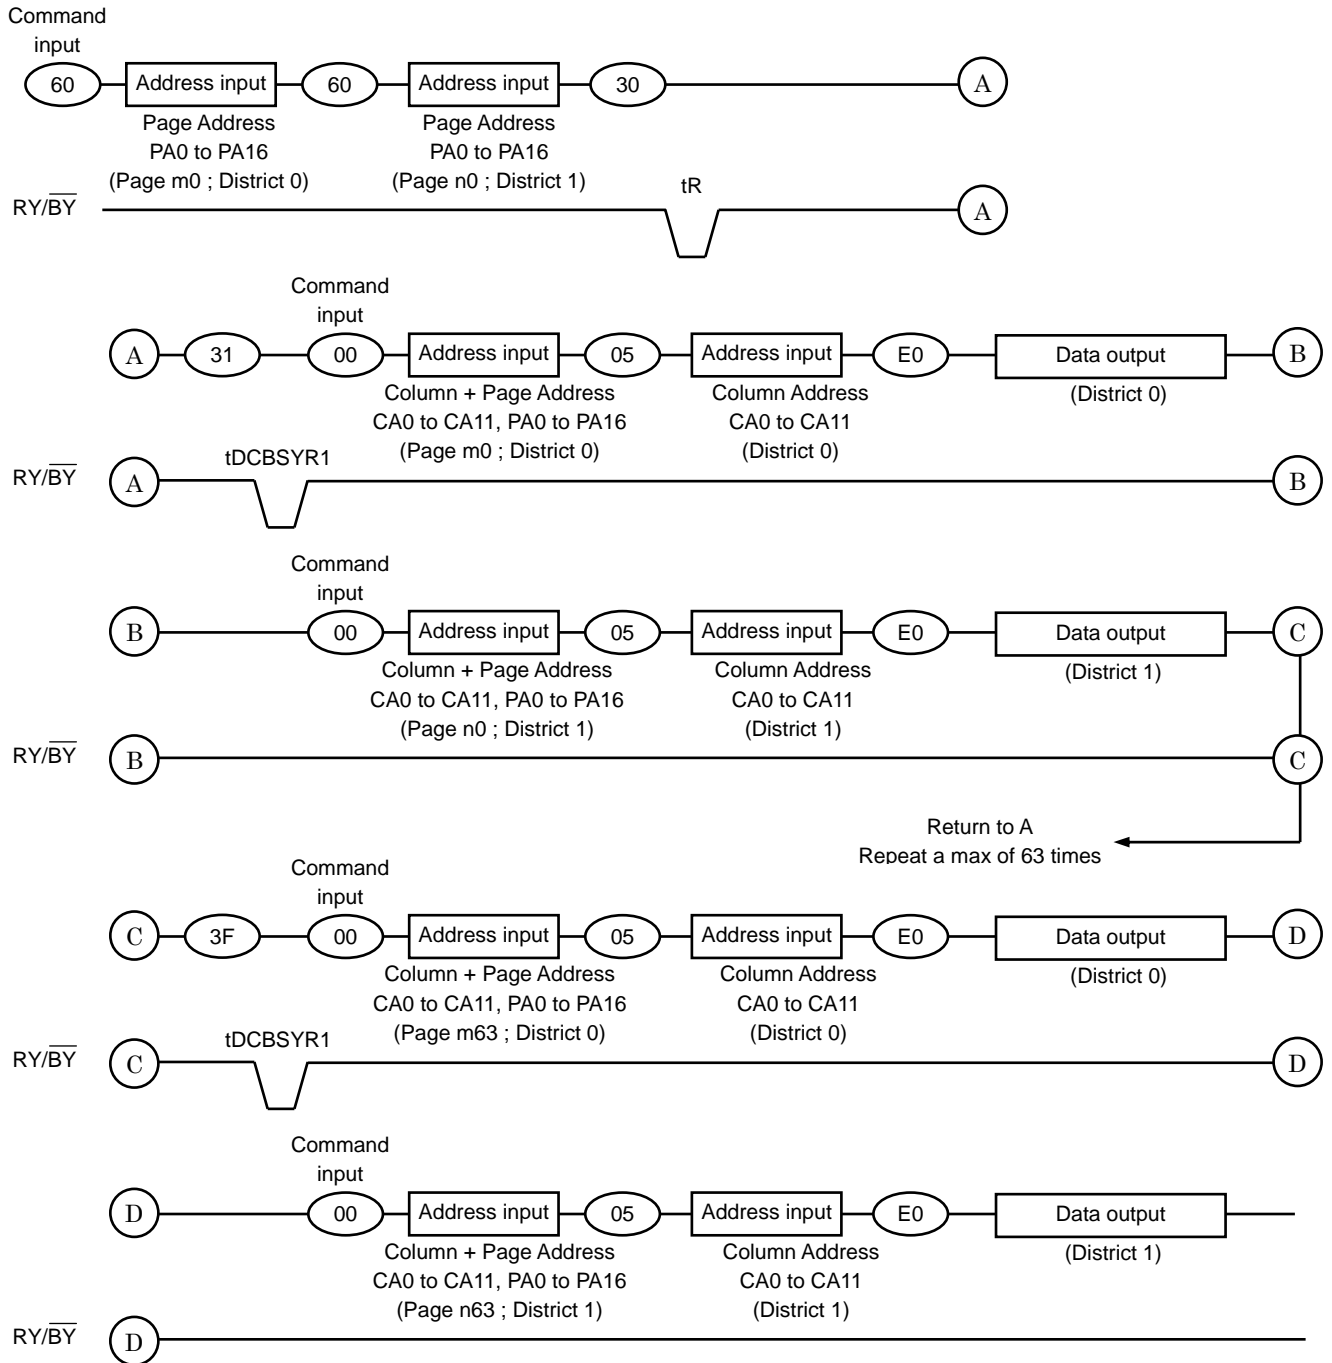 Command
input
60 Address input 60 Address input 30 A
Page Address Page Address
PA0 to PA16 PA0 to PA16
(Page m0 ; District 0) (Page n0 ; District 1)
tR
RY/BY A
Command
input
A 31 00 Address input 05 Address input E0 Data output B
Column + Page Address Column Address (District 0)
CA0 to CA11, PA0 to PA16 CA0 to CA11
(Page m0 ; District 0) (District 0)
tDCBSYR1
RY/BY A B
Command
input
B 00 Address input 05 Address input E0 Data output C
Column + Page Address Column Address (District 1)
CA0 to CA11, PA0 to PA16 CA0 to CA11
(Page n0 ; District 1) (District 1)
RY/BY B C
Return to A
Repeat a max of 63 times
Command
input
C 3F 00 Address input 05 Address input E0 Data output D
Column + Page Address Column Address (District 0)
CA0 to CA11, PA0 to PA16 CA0 to CA11
(Page m63 ; District 0) (District 0)
tDCBSYR1
RY/BY C D
Command
input
D 00 Address input 05 Address input E0 Data output
Column + Page Address Column Address (District 1)
CA0 to CA11, PA0 to PA16 CA0 to CA11
(Page n63 ; District 1) (District 1)
RY/BY D